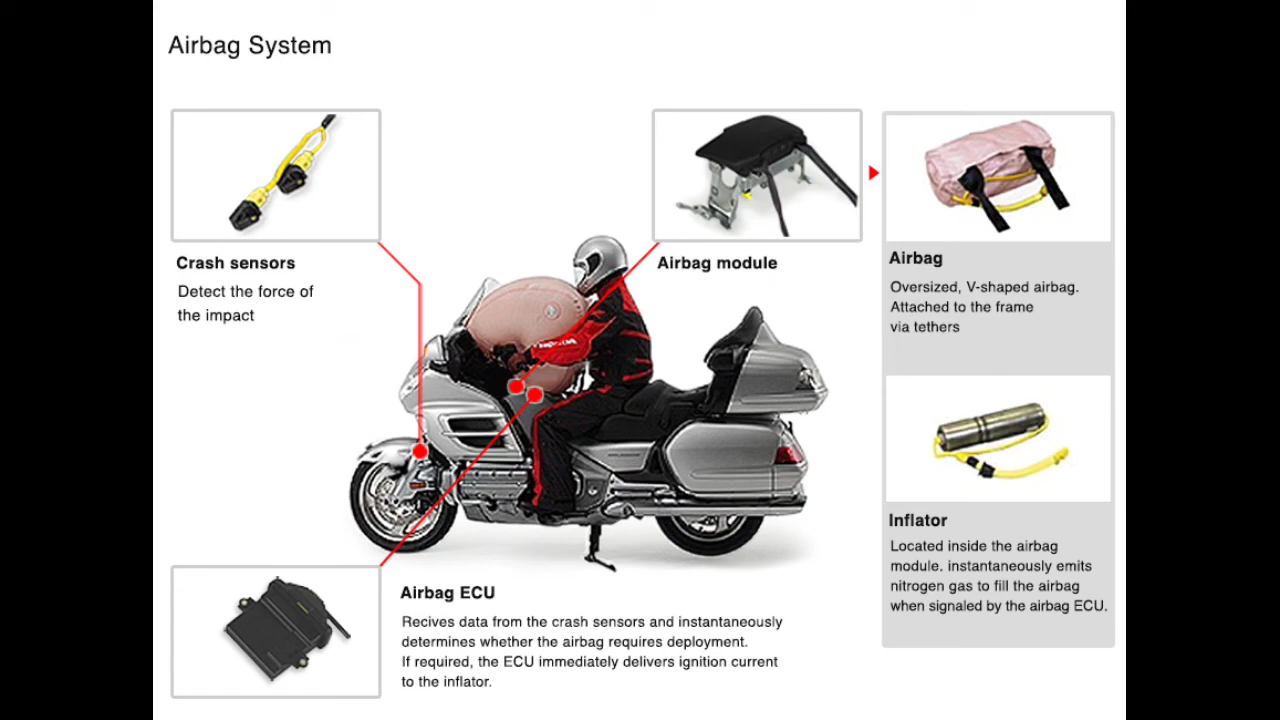 Airbag System
Crash sensors
Detect the force of
the impact
Airbag module
Airbag
Oversized, V-shaped airbag.
Attached to the frame
via tethers
Inflator
Located inside the airbag
module. instantaneously emits
nitrogen gas to fill the airbag
when signaled by the airbag ECU.
Airbag ECU
Recives data from the crash sensors and instantaneously
determines whether the airbag requires deployment.
If required, the ECU immediately delivers ignition current
to the inflator.